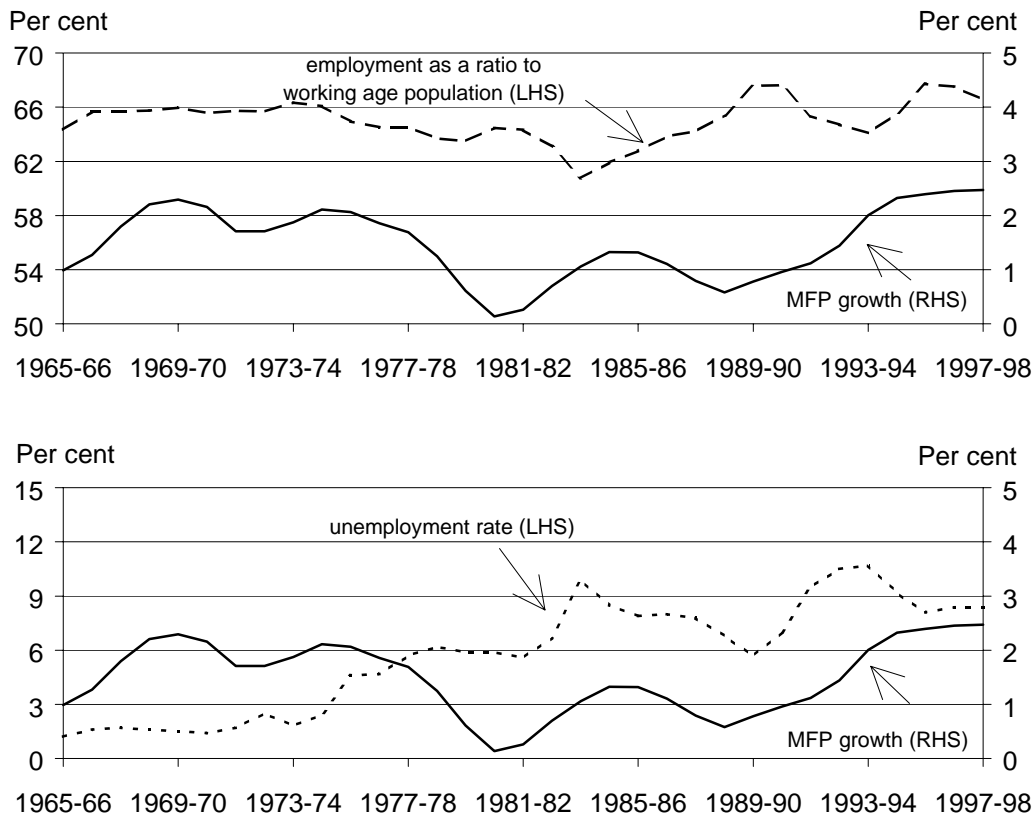 Per cent Per cent
70 5
employment as a ratio to
working age population (LHS)
66 4
62 3
58 2
54 1
MFP growth (RHS)
50 0
1965-66 1969-70 1973-74 1977-78 1981-82 1985-86 1989-90 1993-94 1997-98
Per cent Per cent
15 5
unemployment rate (LHS)
12 4
9 3
6 2
3 1
MFP growth (RHS)
0 0
1965-66 1969-70 1973-74 1977-78 1981-82 1985-86 1989-90 1993-94 1997-98